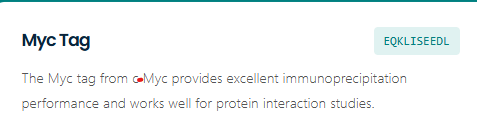 Myc Tag
EQKLISEEDL
The Myc tag from c-Myc provides excellent immunoprecipitation
performance and works well for protein interaction studies.